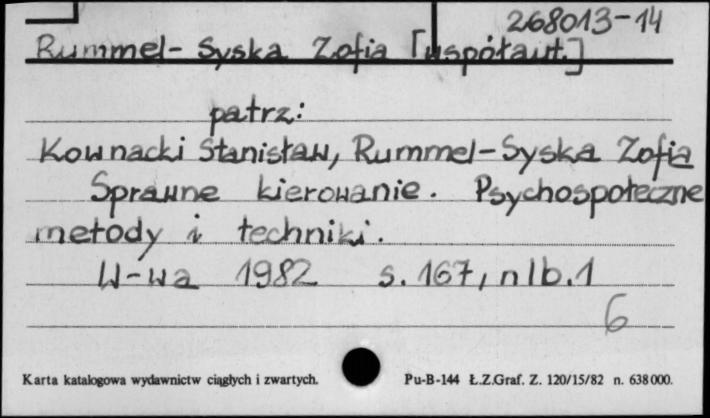 268013-14
Rummel-Syska Zofia [współaut.]
patrz:
Kownacki Stanisław, Rummel-Syska Zofia
Sprawne kierowanie. Psychospołeczne
metody i techniki.
W-wa 1982 s. 167, nlb. 1
6
Karta katalogowa wydawnictw ciągłych i zwartych. Pu-B-144 Ł.Z.Graf. Z. 120/15/82 n. 638000.